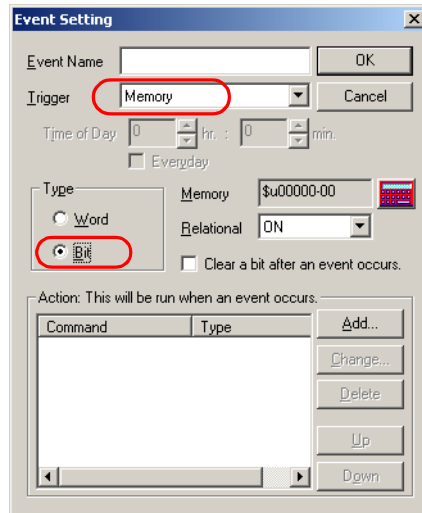 Event Setting
Event Name OK
Trigger Memory Cancel
Time of Day 0 hr. : 0 min.
Everyday
Type Memory $u00000-00
Word Relational ON
Bit Clear a bit after an event occurs.
Action: This will be run when an event occurs.
Command Type Add...
Change...
Delete
Up
Down